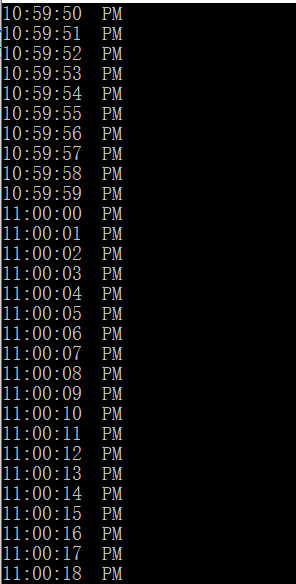 10:59:50  PM
10:59:51  PM
10:59:52  PM
10:59:53  PM
10:59:54  PM
10:59:55  PM
10:59:56  PM
10:59:57  PM
10:59:58  PM
10:59:59  PM
11:00:00  PM
11:00:01  PM
11:00:02  PM
11:00:03  PM
11:00:04  PM
11:00:05  PM
11:00:06  PM
11:00:07  PM
11:00:08  PM
11:00:09  PM
11:00:10  PM
11:00:11  PM
11:00:12  PM
11:00:13  PM
11:00:14  PM
11:00:15  PM
11:00:16  PM
11:00:17  PM
11:00:18  PM